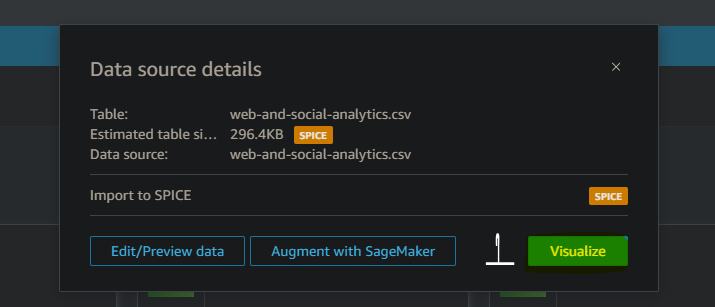 Data source details
Table: web-and-social-analytics.csv
Estimated table si... 296.4KB SPICE
Data source: web-and-social-analytics.csv
Import to SPICE SPICE
Edit/Preview data Augment with SageMaker 1 Visualize